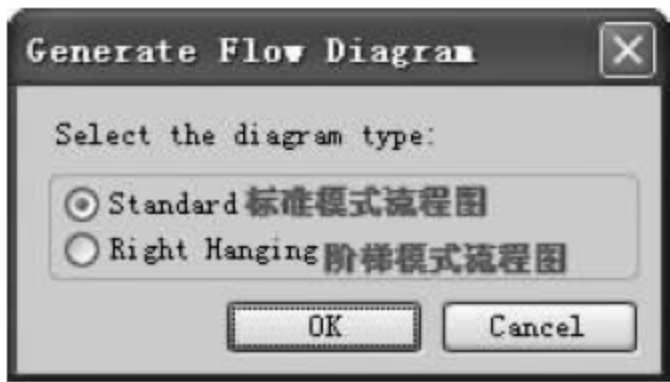 Generate Flow Diagram
Select the diagram type:
Standard 标准模式流程图
Right Hanging 阶梯模式流程图
OK Cancel